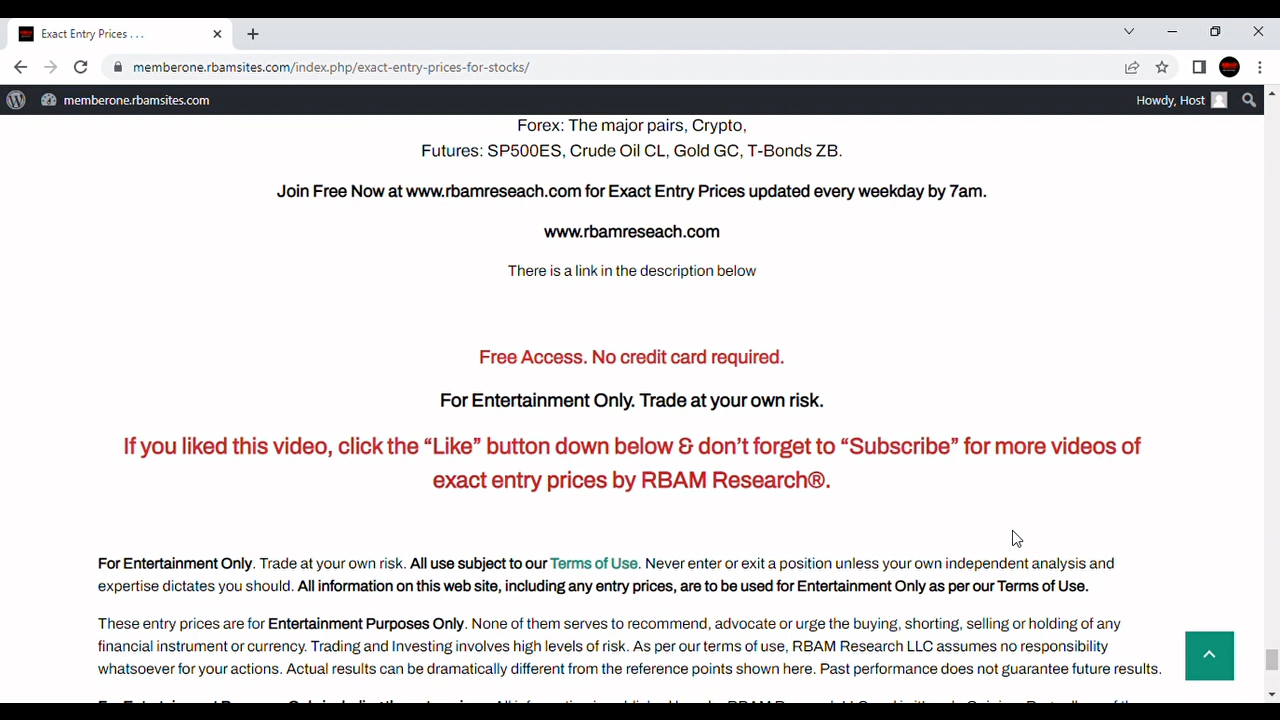 Exact Entry Prices . . .
memberone.rbamsites.com/index.php/exact-entry-prices-for-stocks/
memberone.rbamsites.com
Howdy, Host
Forex: The major pairs, Crypto,
Futures: SP500ES, Crude Oil CL, Gold GC, T-Bonds ZB.
Join Free Now at www.rbamreseach.com for Exact Entry Prices updated every weekday by 7am.
www.rbamreseach.com
There is a link in the description below
Free Access. No credit card required.
For Entertainment Only. Trade at your own risk.
If you liked this video, click the “Like” button down below & don’t forget to “Subscribe” for more videos of
exact entry prices by RBAM Research®.
For Entertainment Only. Trade at your own risk. All use subject to our Terms of Use. Never enter or exit a position unless your own independent analysis and
expertise dictates you should. All information on this web site, including any entry prices, are to be used for Entertainment Only as per our Terms of Use.
These entry prices are for Entertainment Purposes Only. None of them serves to recommend, advocate or urge the buying, shorting, selling or holding of any
financial instrument or currency. Trading and Investing involves high levels of risk. As per our terms of use, RBAM Research LLC assumes no responsibility
whatsoever for your actions. Actual results can be dramatically different from the reference points shown here. Past performance does not guarantee future results.